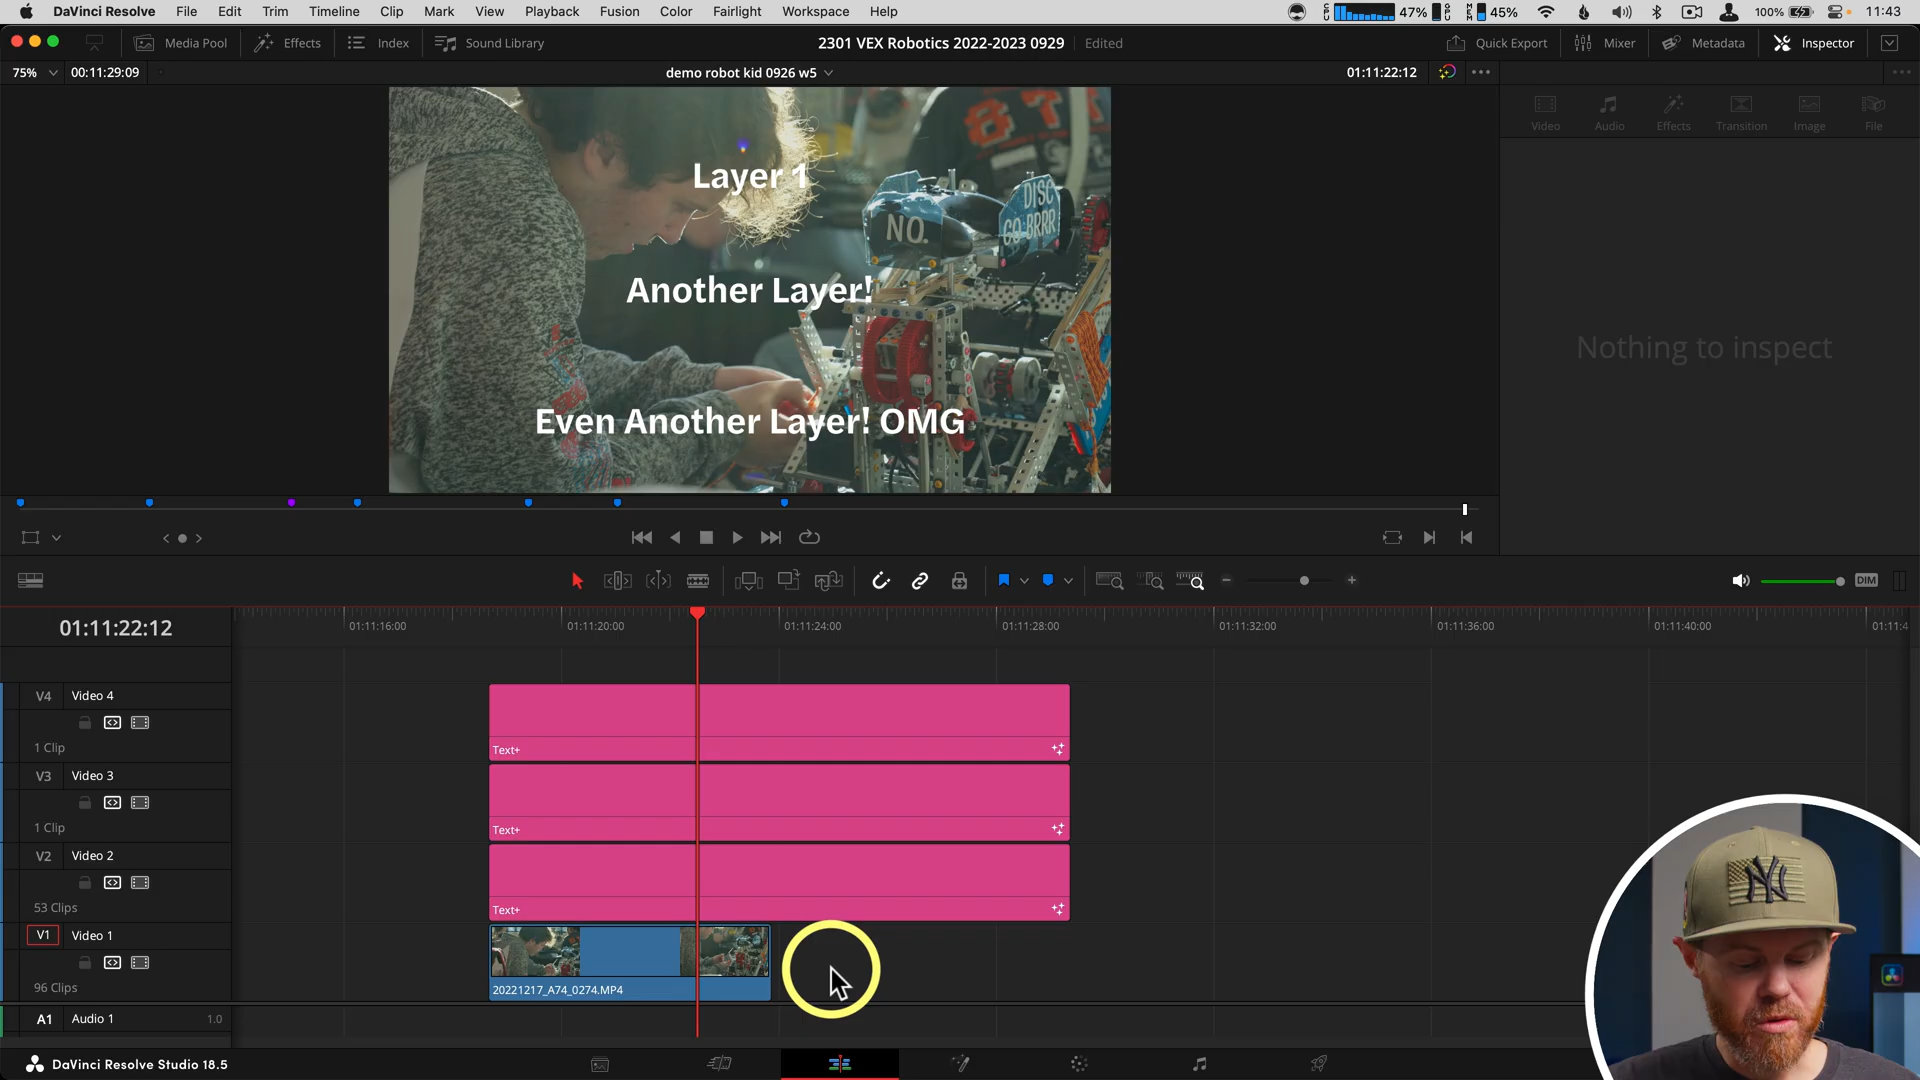 DaVinci Resolve File Edit Trim Timeline Clip Mark View Playback Fusion Color Fairlight Workspace Help 47% 45% 100% 11:43
Media Pool Effects Index Sound Library 2301 VEX Robotics 2022-2023 0929 Edited Quick Export Mixer Metadata Inspector
75% 00:11:29:09 demo robot kid 0926 w5 01:11:22:12
Video Audio Effects Transition Image File
Layer 1
NO.
DISC
GO BRRR
Another Layer!
Nothing to inspect
Even Another Layer! OMG
DIM
01:11:22:12 01:11:16:00 01:11:20:00 01:11:24:00 01:11:28:00 01:11:32:00 01:11:36:00 01:11:40:00 01:11:4
V4 Video 4
1 Clip Text+
V3 Video 3
1 Clip Text+
V2 Video 2
53 Clips Text+
V1 Video 1
96 Clips 20221217_A74_0274.MP4
A1 Audio 1 1.0
NY
DaVinci Resolve Studio 18.5